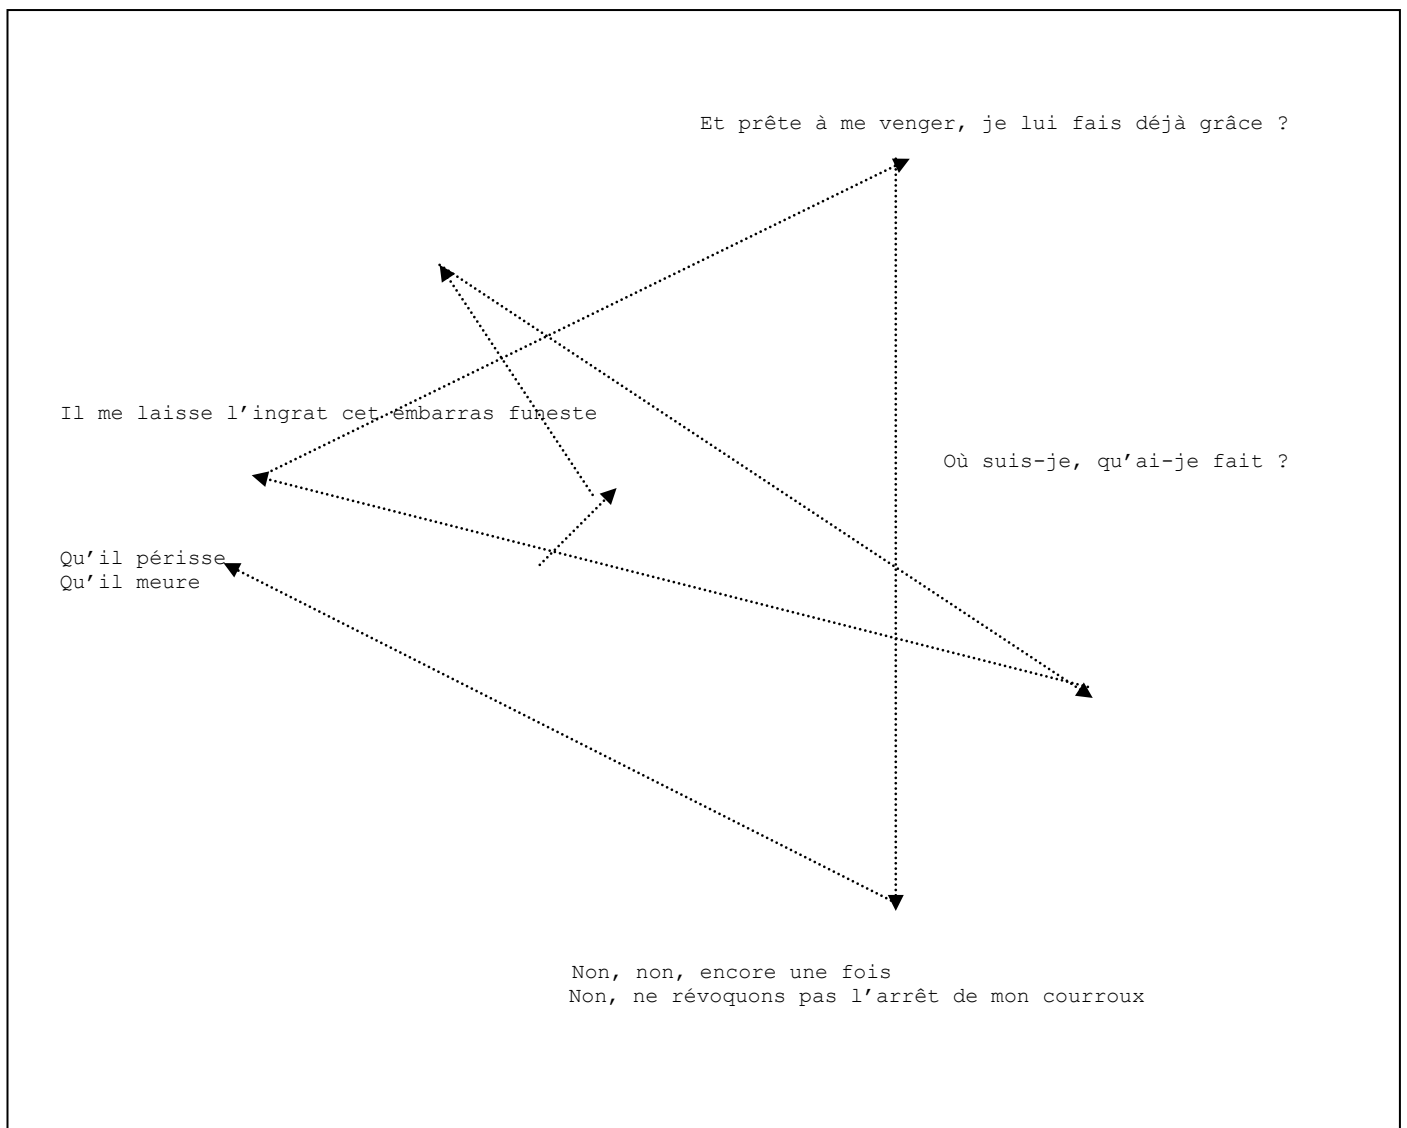 Et prête à me venger, je lui fais déjà grâce ?
Il me laisse l’ingrat cet embarras funeste
Où suis-je, qu’ai-je fait ?
Qu’il périsse
Qu’il meure
Non, non, encore une fois
Non, ne révoquons pas l’arrêt de mon courroux